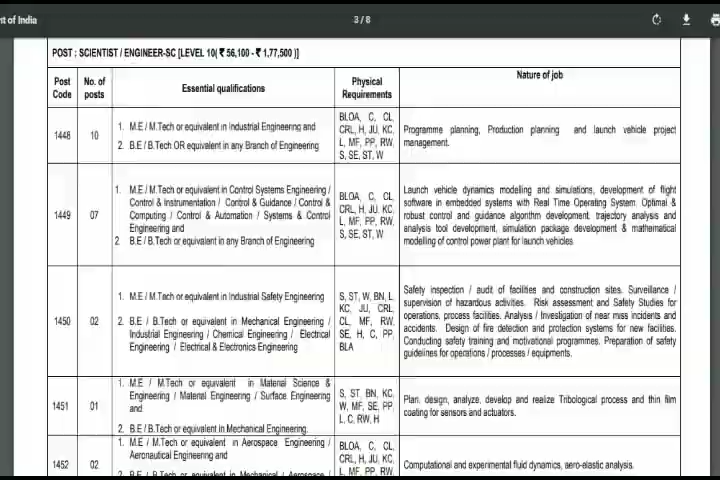 t of India
3 / 8
POST : SCIENTIST / ENGINEER-SC [LEVEL 10( ₹ 56,100 - ₹ 1,77,500 )]
Post Code
No. of posts
Essential qualifications
Physical Requirements
Nature of job
1448
10
1. M.E / M.Tech or equivalent in Industrial Engineering and
2. B.E / B.Tech OR equivalent in any Branch of Engineering
BLOA, C, CL,
CRL, H, JU, KC,
L, MF, PP, RW,
S, SE, ST, W
Programme planning, Production planning and launch vehicle project
management.
1449
07
1. M.E / M.Tech or equivalent in Control Systems Engineering /
Control & Instrumentation / Control & Guidance / Control &
Computing / Control & Automation / Systems & Control
Engineering and
2 B.E / B.Tech or equivalent in any Branch of Engineering
BLOA, C, CL,
CRL, H, JU, KC,
L, MF, PP, RW,
S, SE, ST, W
Launch vehicle dynamics modelling and simulations, development of flight
software in embedded systems with Real Time Operating System. Optimal &
robust control and guidance algorithm development, trajectory analysis and
analysis tool development, simulation package development & mathematical
modelling of control power plant for launch vehicles.
1450
02
1. M.E / M.Tech or equivalent in Industrial Safety Engineering
2. B.E / B.Tech or equivalent in Mechanical Engineering /
Industrial Engineering / Chemical Engineering / Electrical
Engineering / Electrical & Electronics Engineering
S, ST, W, BN, L,
KC, JU, CRL,
CL, MF, RW,
SE, H, C, PP,
BLA
Safety inspection / audit of facilities and construction sites. Surveillance /
supervision of hazardous activities. Risk assessment and Safety Studies for
operations, process facilities. Analysis / Investigation of near miss incidents and
accidents. Design of fire detection and protection systems for new facilities.
Conducting safety training and motivational programmes. Preparation of safety
guidelines for operations / processes / equipments.
1451
01
1. M.E / M.Tech or equivalent in Material Science &
Engineering / Material Engineering / Surface Engineering
and
2. B.E / B.Tech or equivalent in Mechanical Engineering.
S, ST, BN, KC,
W, MF, SE, PP,
L, C, RW, H
Plan, design, analyze, develop and realize Tribological process and thin film
coating for sensors and actuators.
1452
02
1. M.E / M.Tech or equivalent in Aerospace Engineering /
Aeronautical Engineering and
2. B.E / B.Tech or equivalent in Mechanical / Aerospace /
BLOA, C, CL,
CRL, H, JU, KC,
L, MF, PP, RW,
Computational and experimental fluid dynamics, aero-elastic analysis.